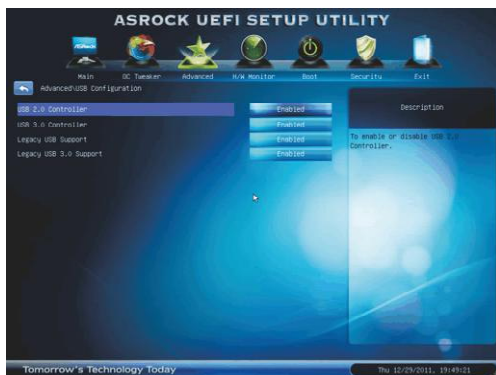 ASROCK UEFI SETUP UTILITY
Main OC Tweaker Advanced H/W Monitor Boot Security Exit
Advanced\USB Configuration
USB 2.0 Controller Enabled
USB 3.0 Controller Enabled
Legacy USB Support Enabled
Legacy USB 3.0 Support Enabled
Description
To enable or disable USB 2.0
Controller.
Tomorrow's Technology Today
Thu 12/29/2011, 19:49:21